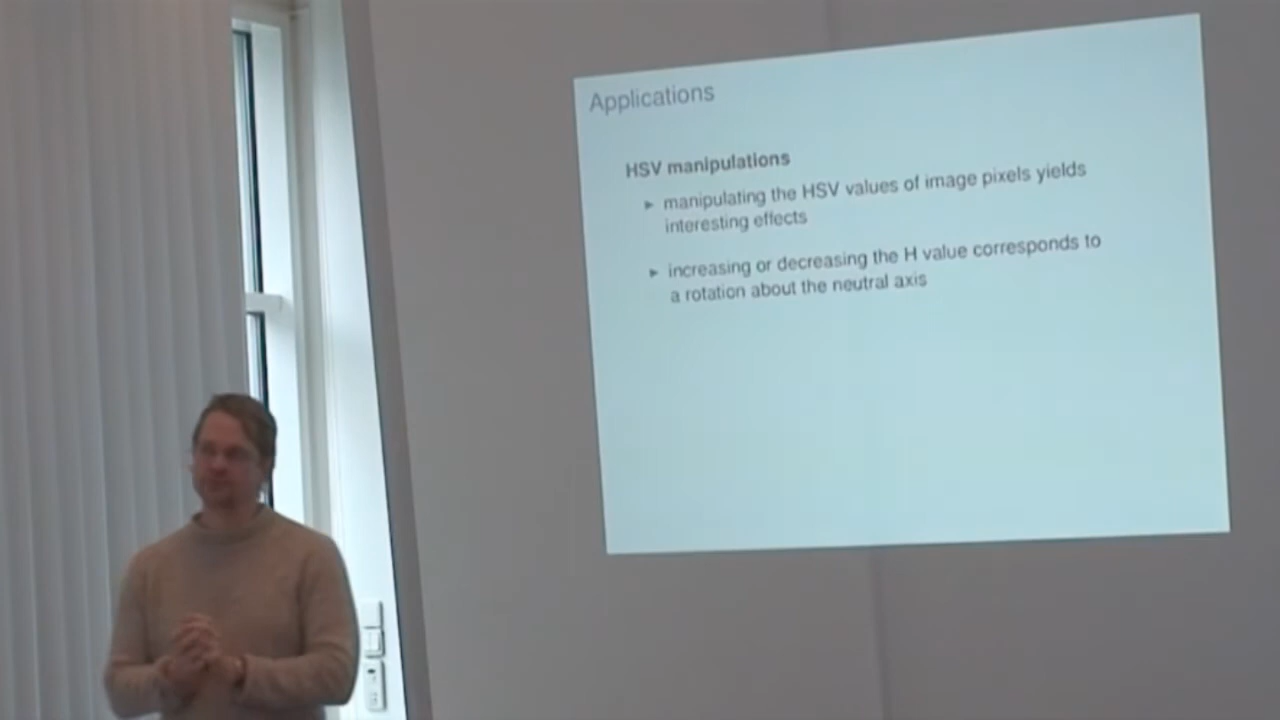 Applications
HSV manipulations
► manipulating the HSV values of image pixels yields
interesting effects
► increasing or decreasing the H value corresponds to
a rotation about the neutral axis